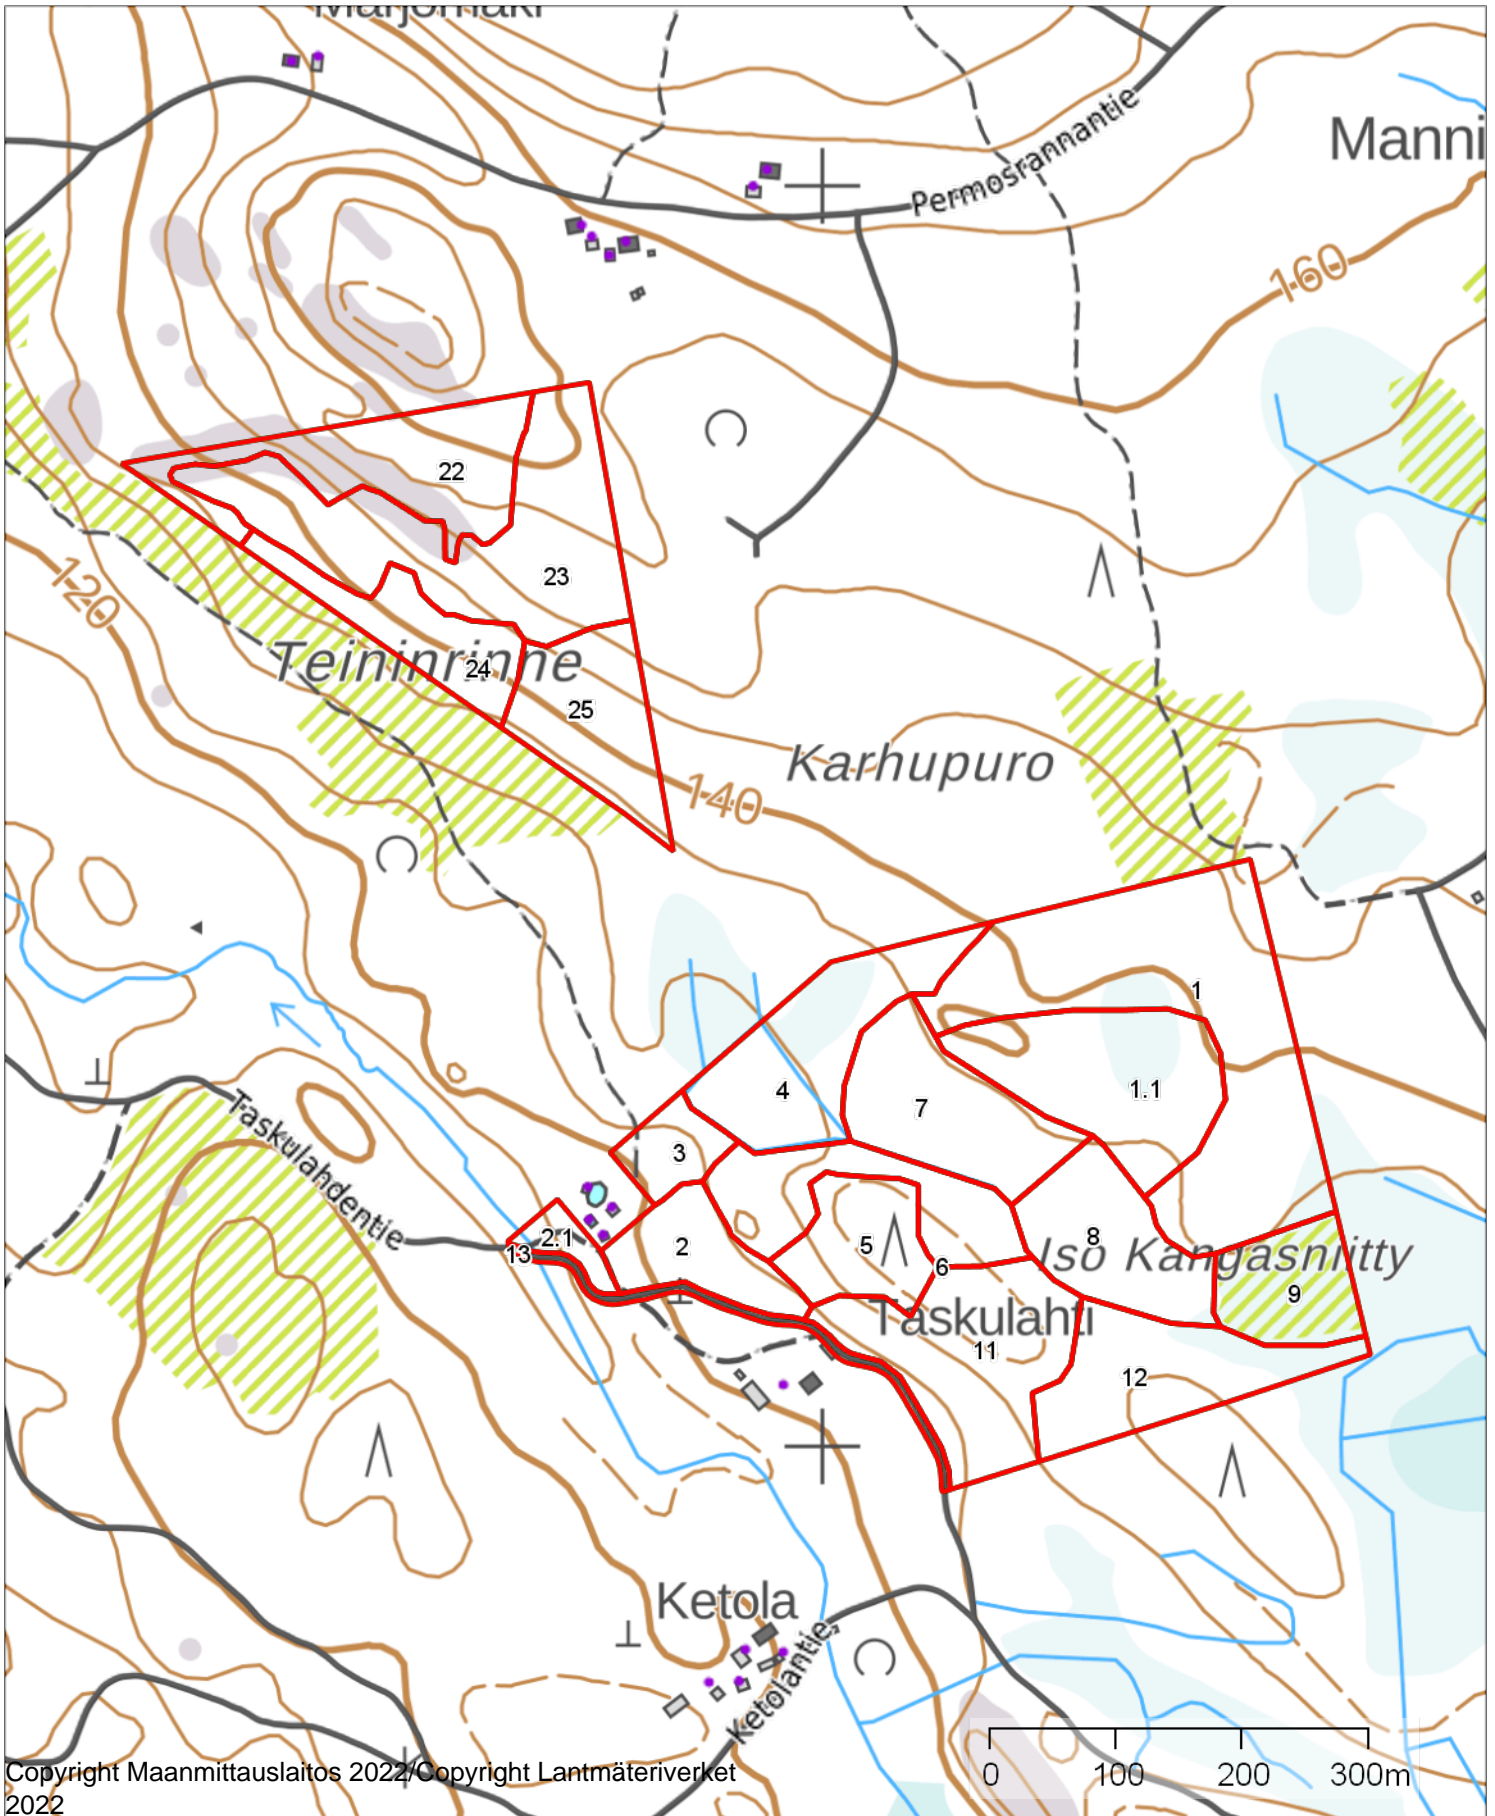 Marjomäki
Permosrannantie
Manni
160
22
120
23
Teininrinne
24
25
Karhupuro
140
1
4
1.1
7
Taskulahdentie
3
2.1
13
2
5
6
8
Iso Kangasniitty
9
Taskulahti
11
12
Ketola
Ketolantie
0 100 200 300m
Copyright Maanmittauslaitos 2022/Copyright Lantmäteriverket
2022